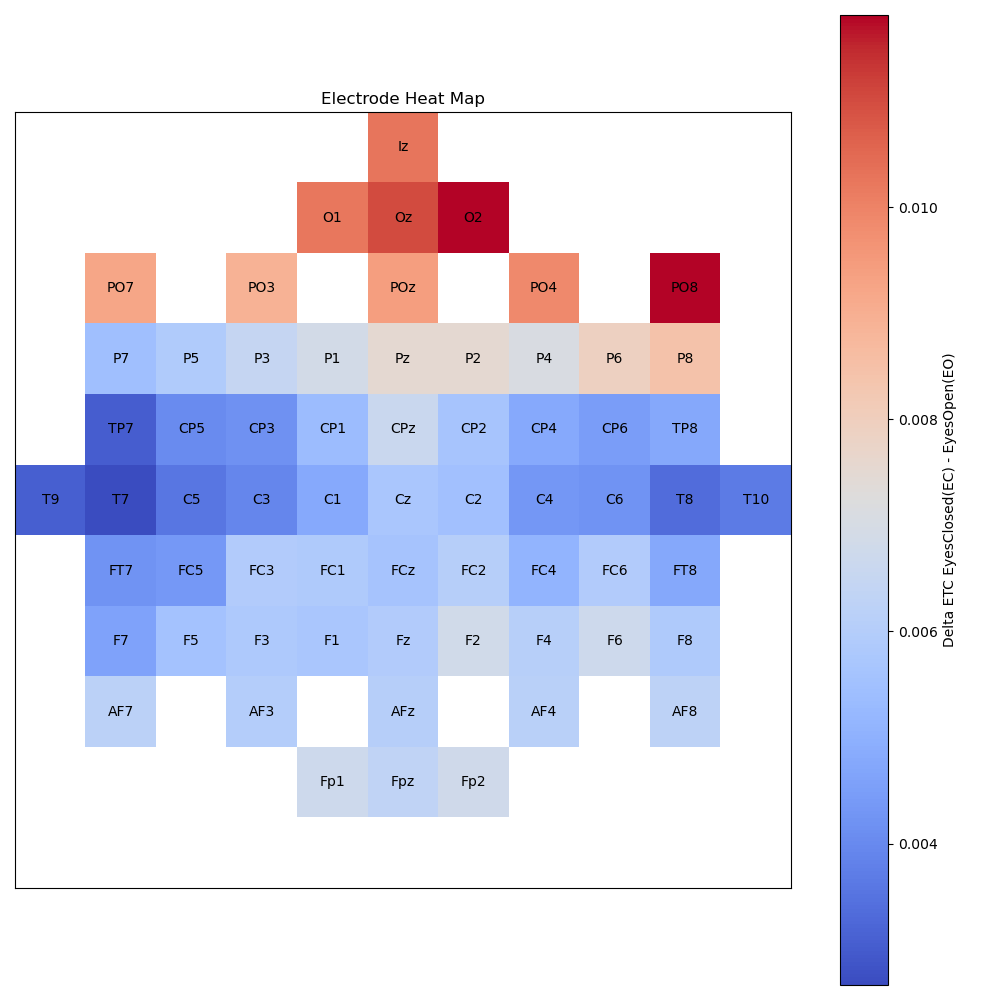 Electrode Heat Map
Iz
O1 Oz O2
PO7 PO3 POz PO4 PO8
P7 P5 P3 P1 Pz P2 P4 P6 P8
TP7 CP5 CP3 CP1 CPz CP2 CP4 CP6 TP8
T9 T7 C5 C3 C1 Cz C2 C4 C6 T8 T10
FT7 FC5 FC3 FC1 FCz FC2 FC4 FC6 FT8
F7 F5 F3 F1 Fz F2 F4 F6 F8
AF7 AF3 AFz AF4 AF8
Fp1 Fpz Fp2
0.010
0.008
0.006
0.004
Delta ETC EyesClosed(EC) - EyesOpen(EO)